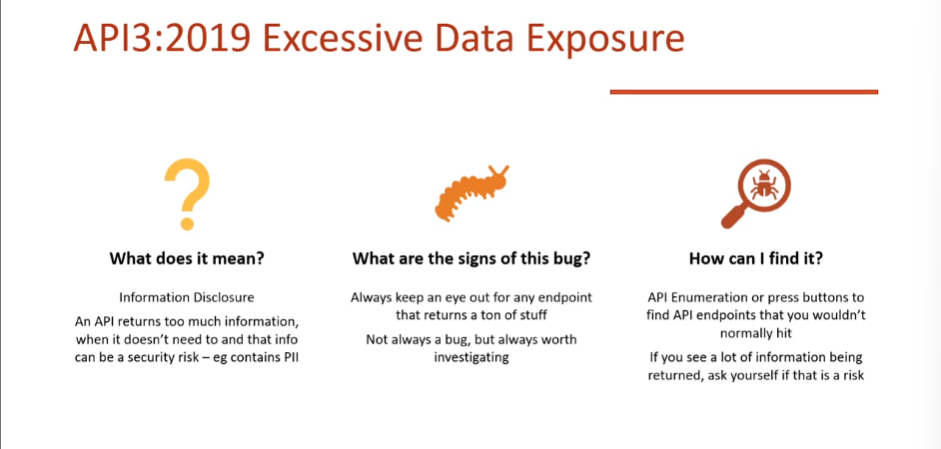 API3:2019 Excessive Data Exposure
What does it mean?
Information Disclosure
An API returns too much information,
when it doesn't need to and that info
can be a security risk – eg contains PII
What are the signs of this bug?
Always keep an eye out for any endpoint
that returns a ton of stuff
Not always a bug, but always worth
investigating
How can I find it?
API Enumeration or press buttons to
find API endpoints that you wouldn't
normally hit
If you see a lot of information being
returned, ask yourself if that is a risk